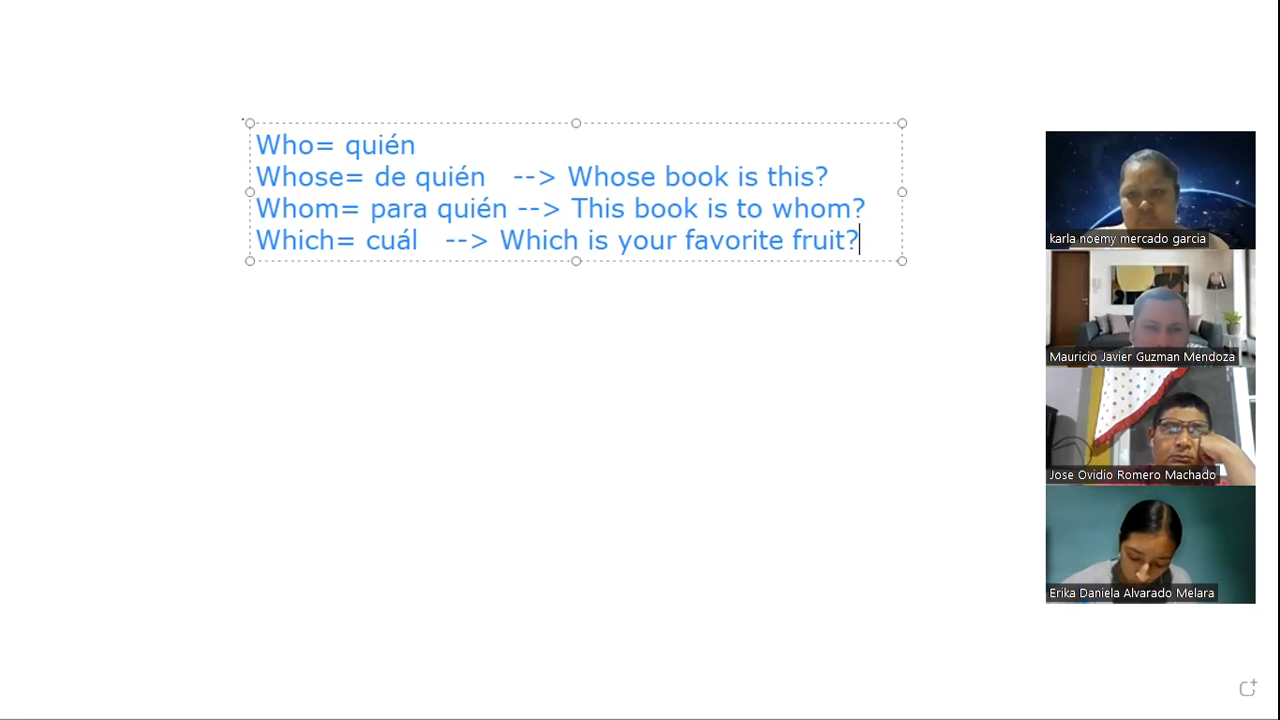 Who= quién
Whose= de quién --> Whose book is this?
Whom= para quién --> This book is to whom?
Which= cuál --> Which is your favorite fruit?
karla noemy mercado garcia
Mauricio Javier Guzman Mendoza
Jose Ovidio Romero Machado
Erika Daniela Alvarado Melara